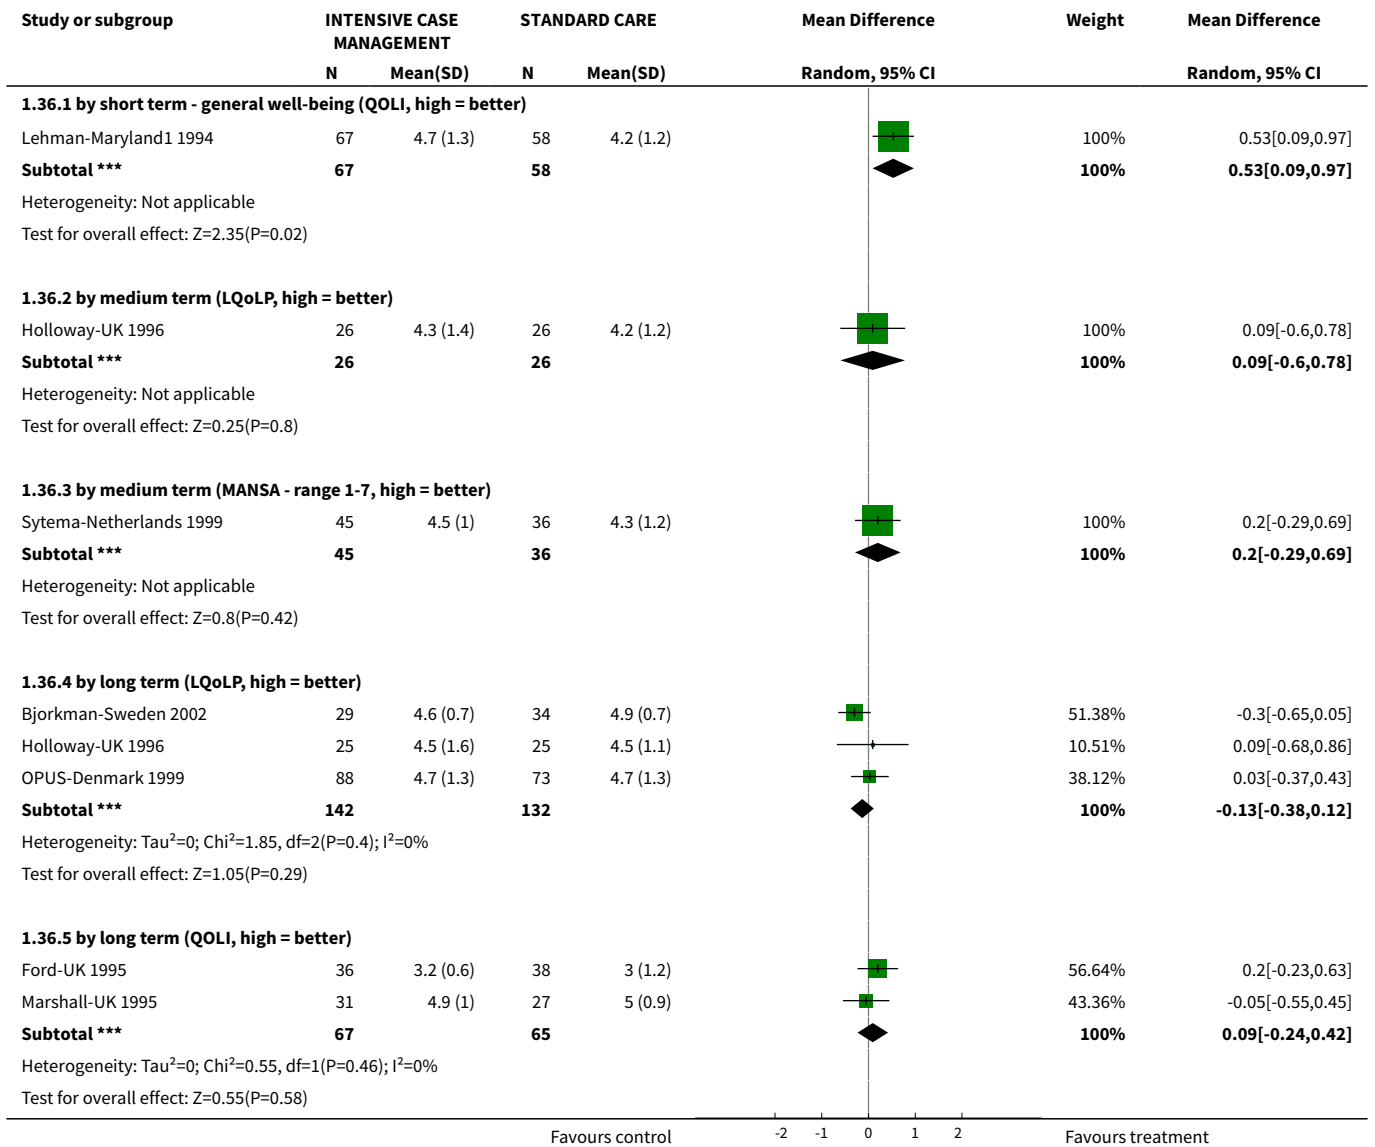 Study or subgroup INTENSIVE CASE MANAGEMENT STANDARD CARE Mean Difference Weight Mean Difference
N Mean(SD) N Mean(SD) Random, 95% CI Random, 95% CI
1.36.1 by short term - general well-being (QOLI, high = better)
Lehman-Maryland1 1994 67 4.7 (1.3) 58 4.2 (1.2) 100% 0.53[0.09,0.97]
Subtotal *** 67 58 100% 0.53[0.09,0.97]
Heterogeneity: Not applicable
Test for overall effect: Z=2.35(P=0.02)
1.36.2 by medium term (LQoLP, high = better)
Holloway-UK 1996 26 4.3 (1.4) 26 4.2 (1.2) 100% 0.09[-0.6,0.78]
Subtotal *** 26 26 100% 0.09[-0.6,0.78]
Heterogeneity: Not applicable
Test for overall effect: Z=0.25(P=0.8)
1.36.3 by medium term (MANSA - range 1-7, high = better)
Sytema-Netherlands 1999 45 4.5 (1) 36 4.3 (1.2) 100% 0.2[-0.29,0.69]
Subtotal *** 45 36 100% 0.2[-0.29,0.69]
Heterogeneity: Not applicable
Test for overall effect: Z=0.8(P=0.42)
1.36.4 by long term (LQoLP, high = better)
Bjorkman-Sweden 2002 29 4.6 (0.7) 34 4.9 (0.7) 51.38% -0.3[-0.65,0.05]
Holloway-UK 1996 25 4.5 (1.6) 25 4.5 (1.1) 10.51% 0.09[-0.68,0.86]
OPUS-Denmark 1999 88 4.7 (1.3) 73 4.7 (1.3) 38.12% 0.03[-0.37,0.43]
Subtotal *** 142 132 100% -0.13[-0.38,0.12]
Heterogeneity: Tau²=0; Chi²=1.85, df=2(P=0.4); I²=0%
Test for overall effect: Z=1.05(P=0.29)
1.36.5 by long term (QOLI, high = better)
Ford-UK 1995 36 3.2 (0.6) 38 3 (1.2) 56.64% 0.2[-0.23,0.63]
Marshall-UK 1995 31 4.9 (1) 27 5 (0.9) 43.36% -0.05[-0.55,0.45]
Subtotal *** 67 65 100% 0.09[-0.24,0.42]
Heterogeneity: Tau²=0; Chi²=0.55, df=1(P=0.46); I²=0%
Test for overall effect: Z=0.55(P=0.58)
Favours control -2 -1 0 1 2 Favours treatment